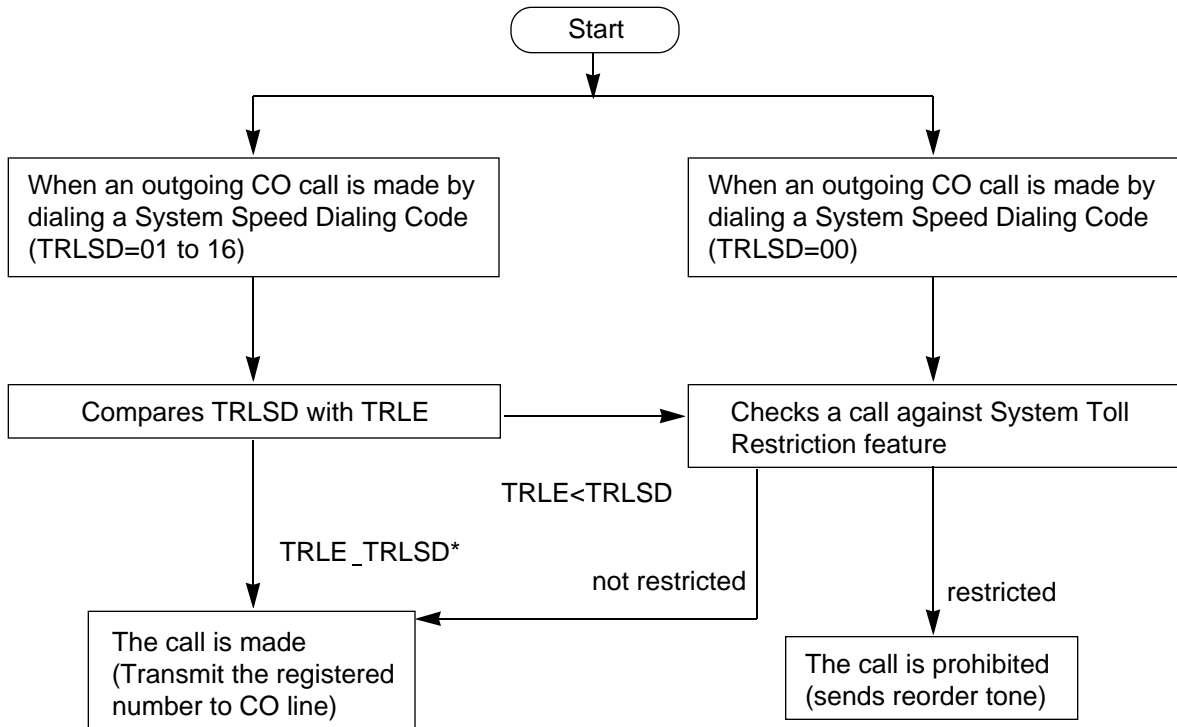 Start
When an outgoing CO call is made by
dialing a System Speed Dialing Code
(TRLSD=01 to 16)
When an outgoing CO call is made by
dialing a System Speed Dialing Code
(TRLSD=00)
Compares TRLSD with TRLE
Checks a call against System Toll
Restriction feature
TRLE<TRLSD
TRLE_TRLSD*
not restricted
restricted
The call is made
(Transmit the registered
number to CO line)
The call is prohibited
(sends reorder tone)